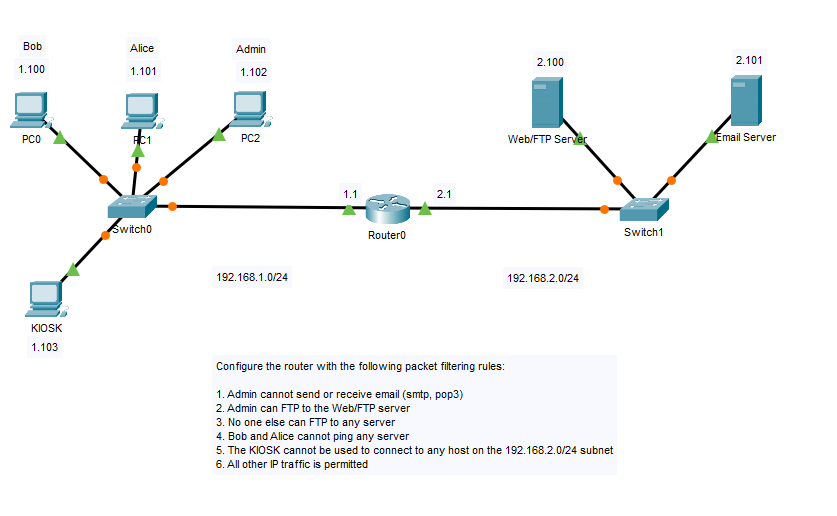 Bob
Alice
Admin
1.100
1.101
1.102
PC0
PC1
PC2
2.100
2.101
Web/FTP Server
Email Server
1.1
2.1
Switch0
Router0
Switch1
192.168.1.0/24
192.168.2.0/24
KIOSK
1.103
Configure the router with the following packet filtering rules:
1. Admin cannot send or receive email (smtp, pop3)
2. Admin can FTP to the Web/FTP server
3. No one else can FTP to any server
4. Bob and Alice cannot ping any server
5. The KIOSK cannot be used to connect to any host on the 192.168.2.0/24 subnet
6. All other IP traffic is permitted